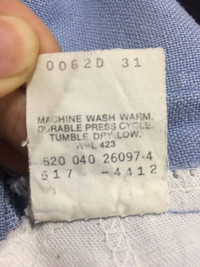 0062D 31
MACHINE WASH WARM.
DURABLE PRESS CYCLE.
TUMBLE DRY LOW.
WPL 423
520 040 26097-4
517 -4412